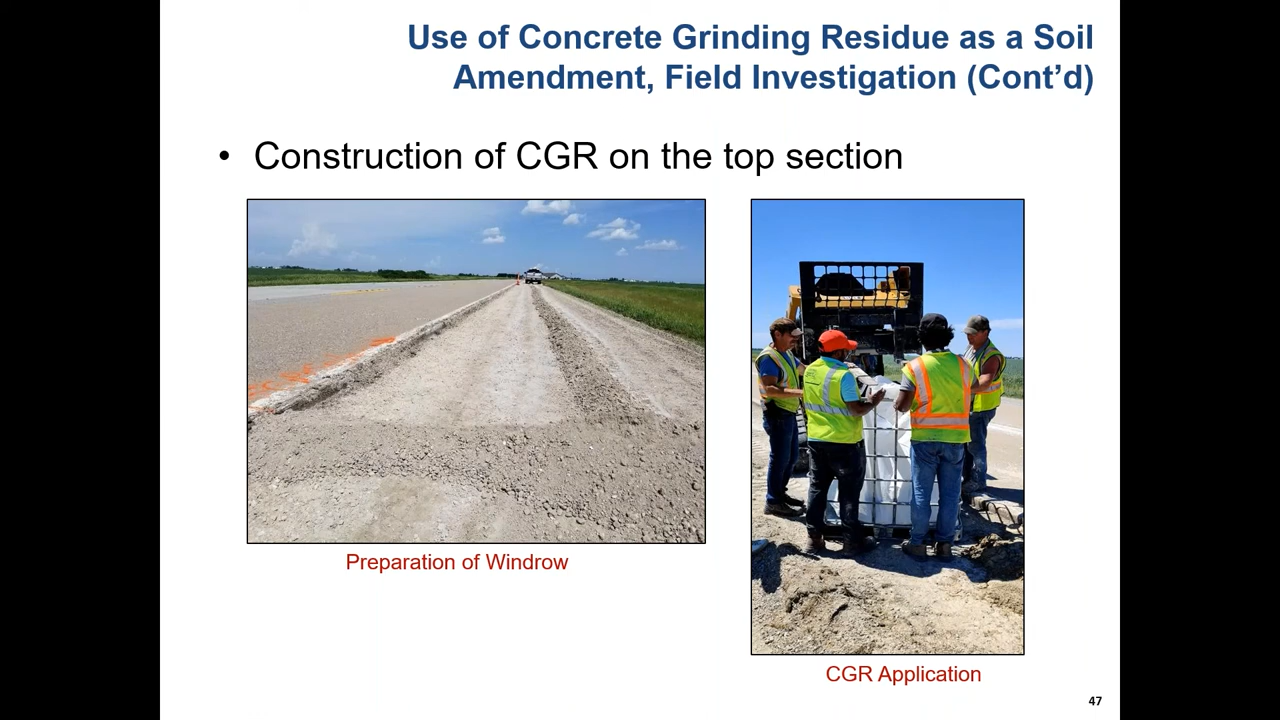 Use of Concrete Grinding Residue as a Soil
Amendment, Field Investigation (Cont’d)
• Construction of CGR on the top section
Preparation of Windrow
CGR Application
47